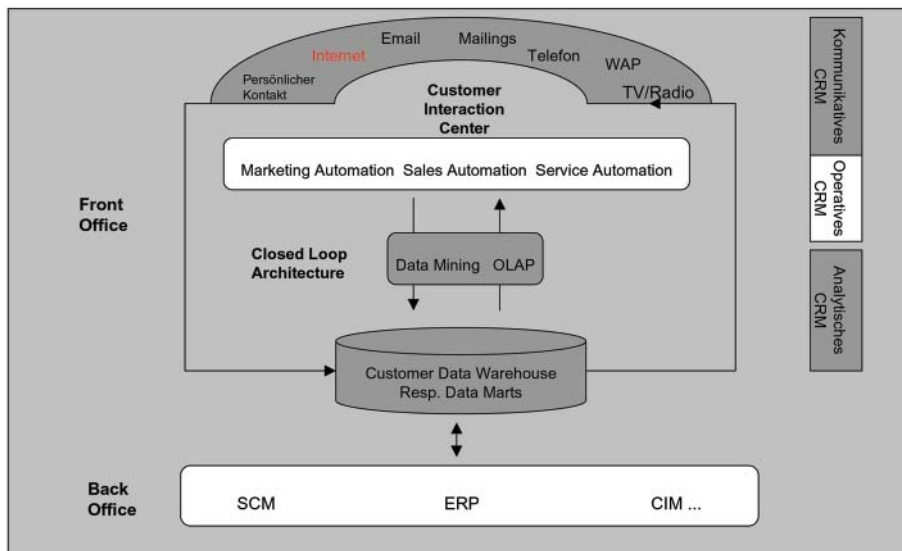 Email
Mailings
Internet
Telefon
WAP
Persönlicher
Kontakt
TV/Radio
Customer
Interaction
Center
Marketing Automation Sales Automation Service Automation
Front
Office
Closed Loop
Architecture
Data Mining OLAP
Customer Data Warehouse
Resp. Data Marts
Back
Office
SCM
ERP
CIM ...
Kommunikatives
CRM
Operatives
CRM
Analytisches
CRM